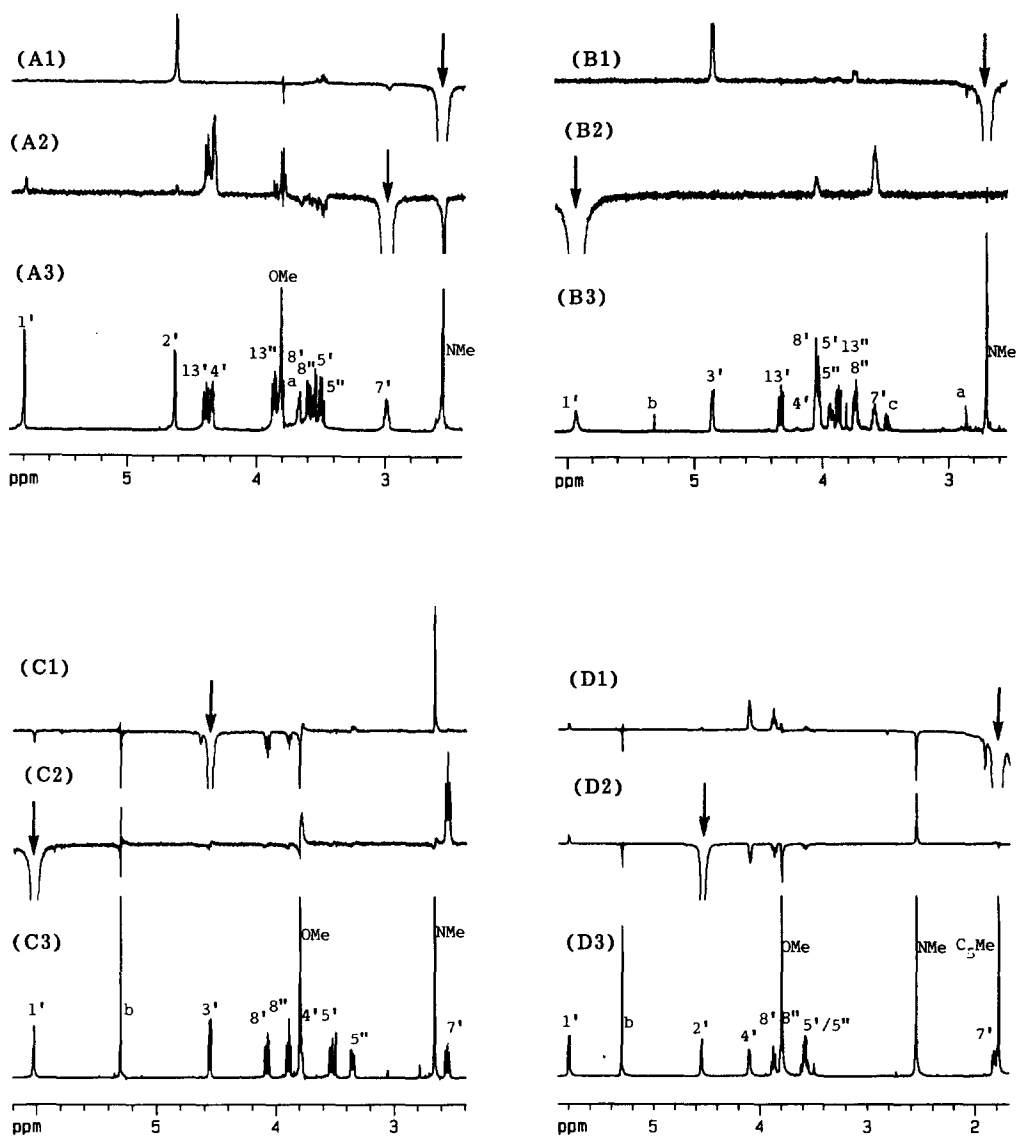 (A1)
(A2)
(A3)
OMe
1'
2'
13' 4'
13"
8'
a
8"
5'
5"
7'
NMe
ppm 5 4 3
(B1)
(B2)
(B3)
1'
b
3'
13'
4'
8'
5' 13"
5"
8"
7' c
a
NMe
ppm 5 4 3
(C1)
(C2)
(C3)
1'
b
3'
8'
8"
OMe
4' 5'
5"
NMe
7'
ppm 5 4 3
(D1)
(D2)
(D3)
1'
b
2'
4'
8' 8"
OMe
5'/5"
NMe
C5Me
7'
ppm 5 4 3 2